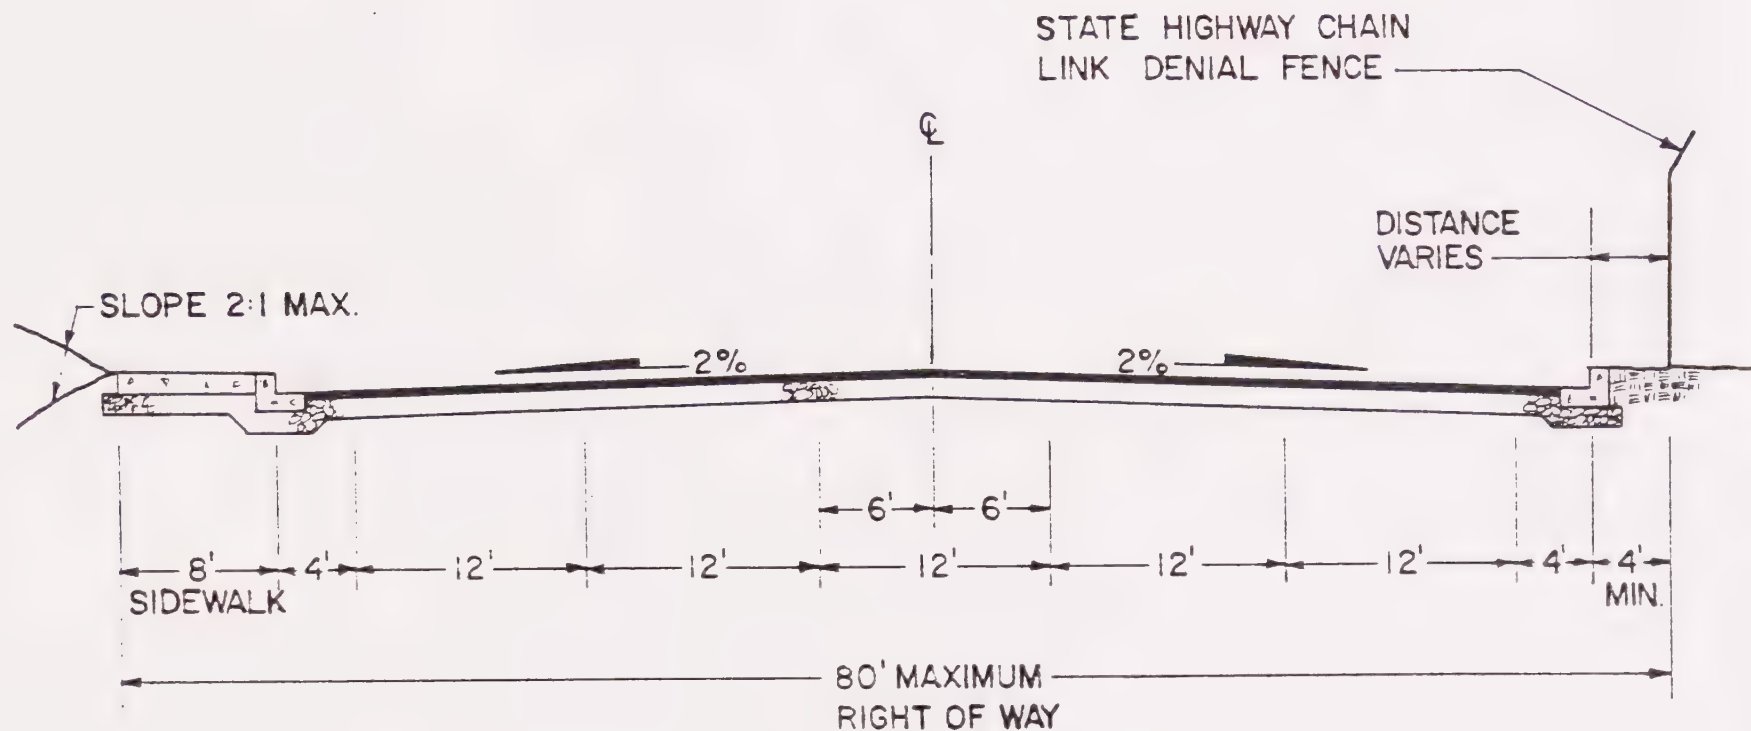 STATE HIGHWAY CHAIN
LINK DENIAL FENCE
℄
DISTANCE
VARIES
SLOPE 2:1 MAX.
2%
2%
6'
6'
8'
4'
12'
12'
12'
12'
12'
4'
4'
SIDEWALK
MIN.
80' MAXIMUM
RIGHT OF WAY